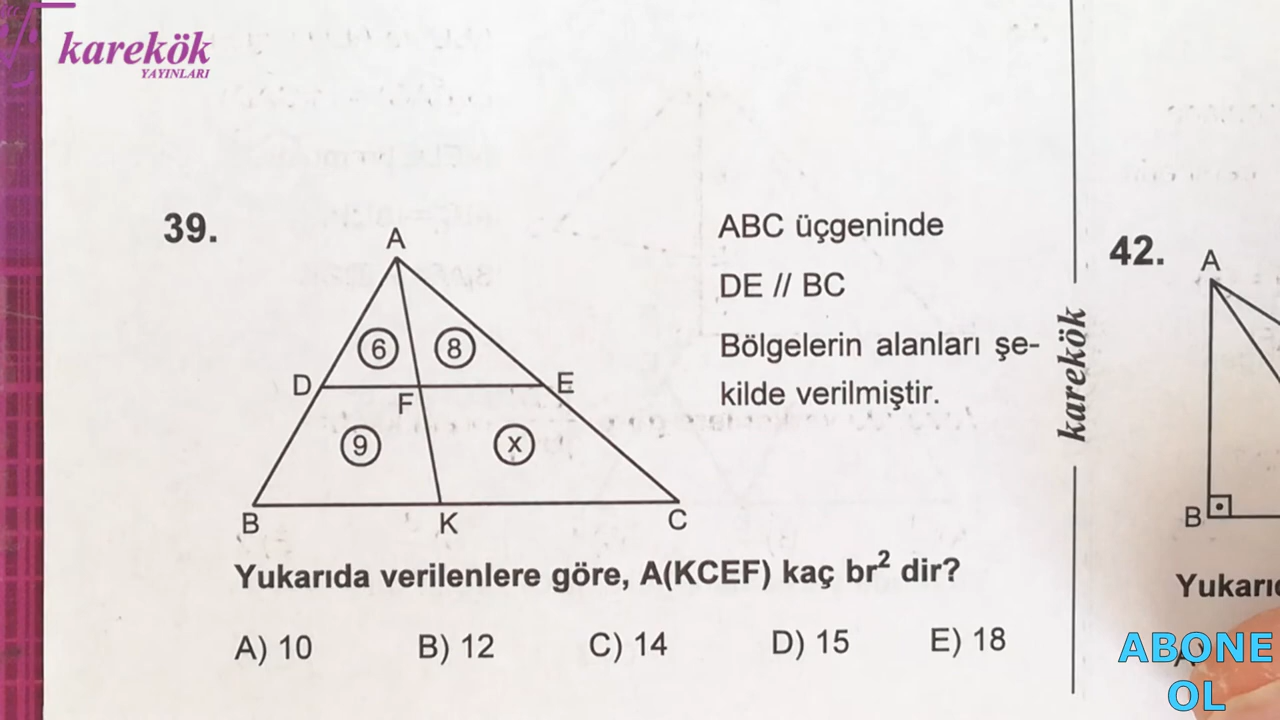 karekök
YAYINLARI
39.
A
6
8
D
F
E
9
x
B
K
C
ABC üçgeninde
DE // BC
Bölgelerin alanları şe-
kilde verilmiştir.
Yukarıda verilenlere göre, A(KCEF) kaç br² dir?
A) 10 B) 12 C) 14 D) 15 E) 18
karekök
42.
A
B
ABONE
OL